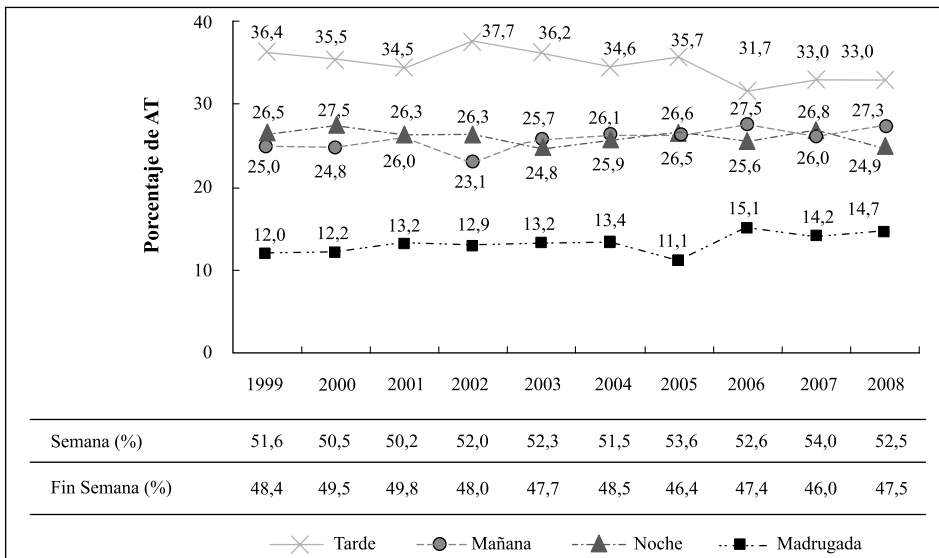 Porcentaje de AT
40
36,4 35,5 34,5 37,7 36,2 34,6 35,7 31,7 33,0 33,0
30
26,5 27,5 26,3 26,3 25,7 26,1 26,6 27,5 26,8 27,3
25,0 24,8 26,0 23,1 24,8 25,9 26,5 25,6 26,0 24,9
20
12,0 12,2 13,2 12,9 13,2 13,4 11,1 15,1 14,2 14,7
10
0
1999 2000 2001 2002 2003 2004 2005 2006 2007 2008
Semana (%) 51,6 50,5 50,2 52,0 52,3 51,5 53,6 52,6 54,0 52,5
Fin Semana (%) 48,4 49,5 49,8 48,0 47,7 48,5 46,4 47,4 46,0 47,5
Tarde Mañana Noche Madrugada